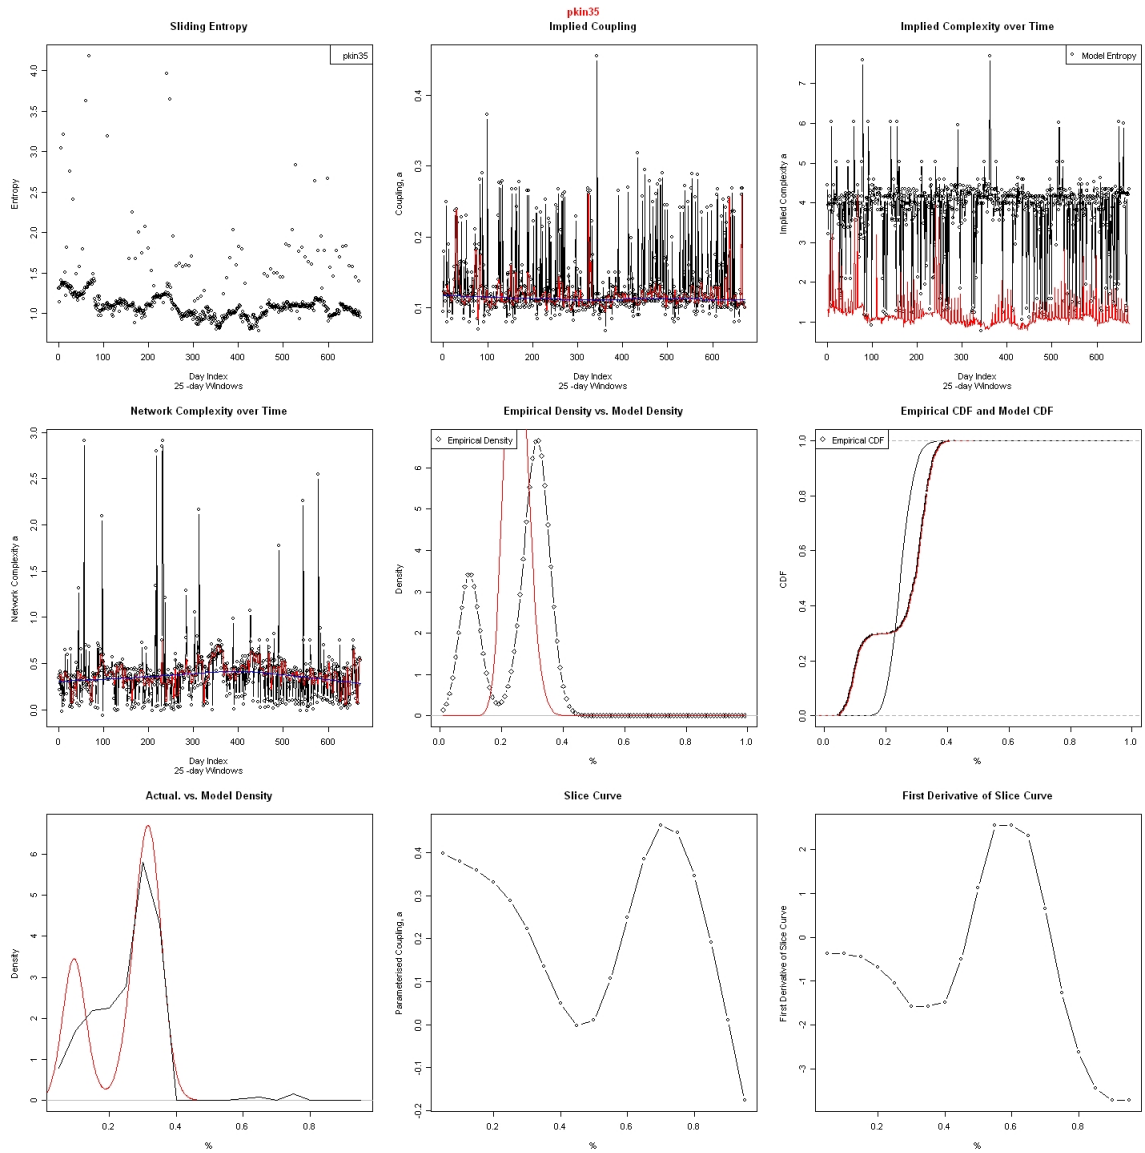 pkin35
Sliding Entropy
Implied Coupling
Implied Complexity over Time
pkin35
Model Entropy
Entropy
1.0 1.5 2.0 2.5 3.0 3.5 4.0
0 100 200 300 400 500 600
Day Index
25 -day Windows
Coupling, a
0.1 0.2 0.3 0.4
0 100 200 300 400 500 600
Day Index
25 -day Windows
Implied Complexity a
1 2 3 4 5 6 7
0 100 200 300 400 500 600
Day Index
25 -day Windows
Network Complexity over Time
Empirical Density vs. Model Density
Empirical CDF and Model CDF
Empirical Density
Empirical CDF
Network Complexity a
0.0 0.5 1.0 1.5 2.0 2.5 3.0
0 100 200 300 400 500 600
Day Index
25 -day Windows
Density
0 1 2 3 4 5 6
0.0 0.2 0.4 0.6 0.8 1.0
%
CDF
0.0 0.2 0.4 0.6 0.8 1.0
0.0 0.2 0.4 0.6 0.8 1.0
%
Actual. vs. Model Density
Slice Curve
First Derivative of Slice Curve
Density
0 1 2 3 4 5 6
0.2 0.4 0.6 0.8
%
Parameterised Coupling, a
-0.2 -0.1 0.0 0.1 0.2 0.3 0.4
0.2 0.4 0.6 0.8
%
First Derivative of Slice Curve
-3 -2 -1 0 1 2
0.2 0.4 0.6 0.8
%